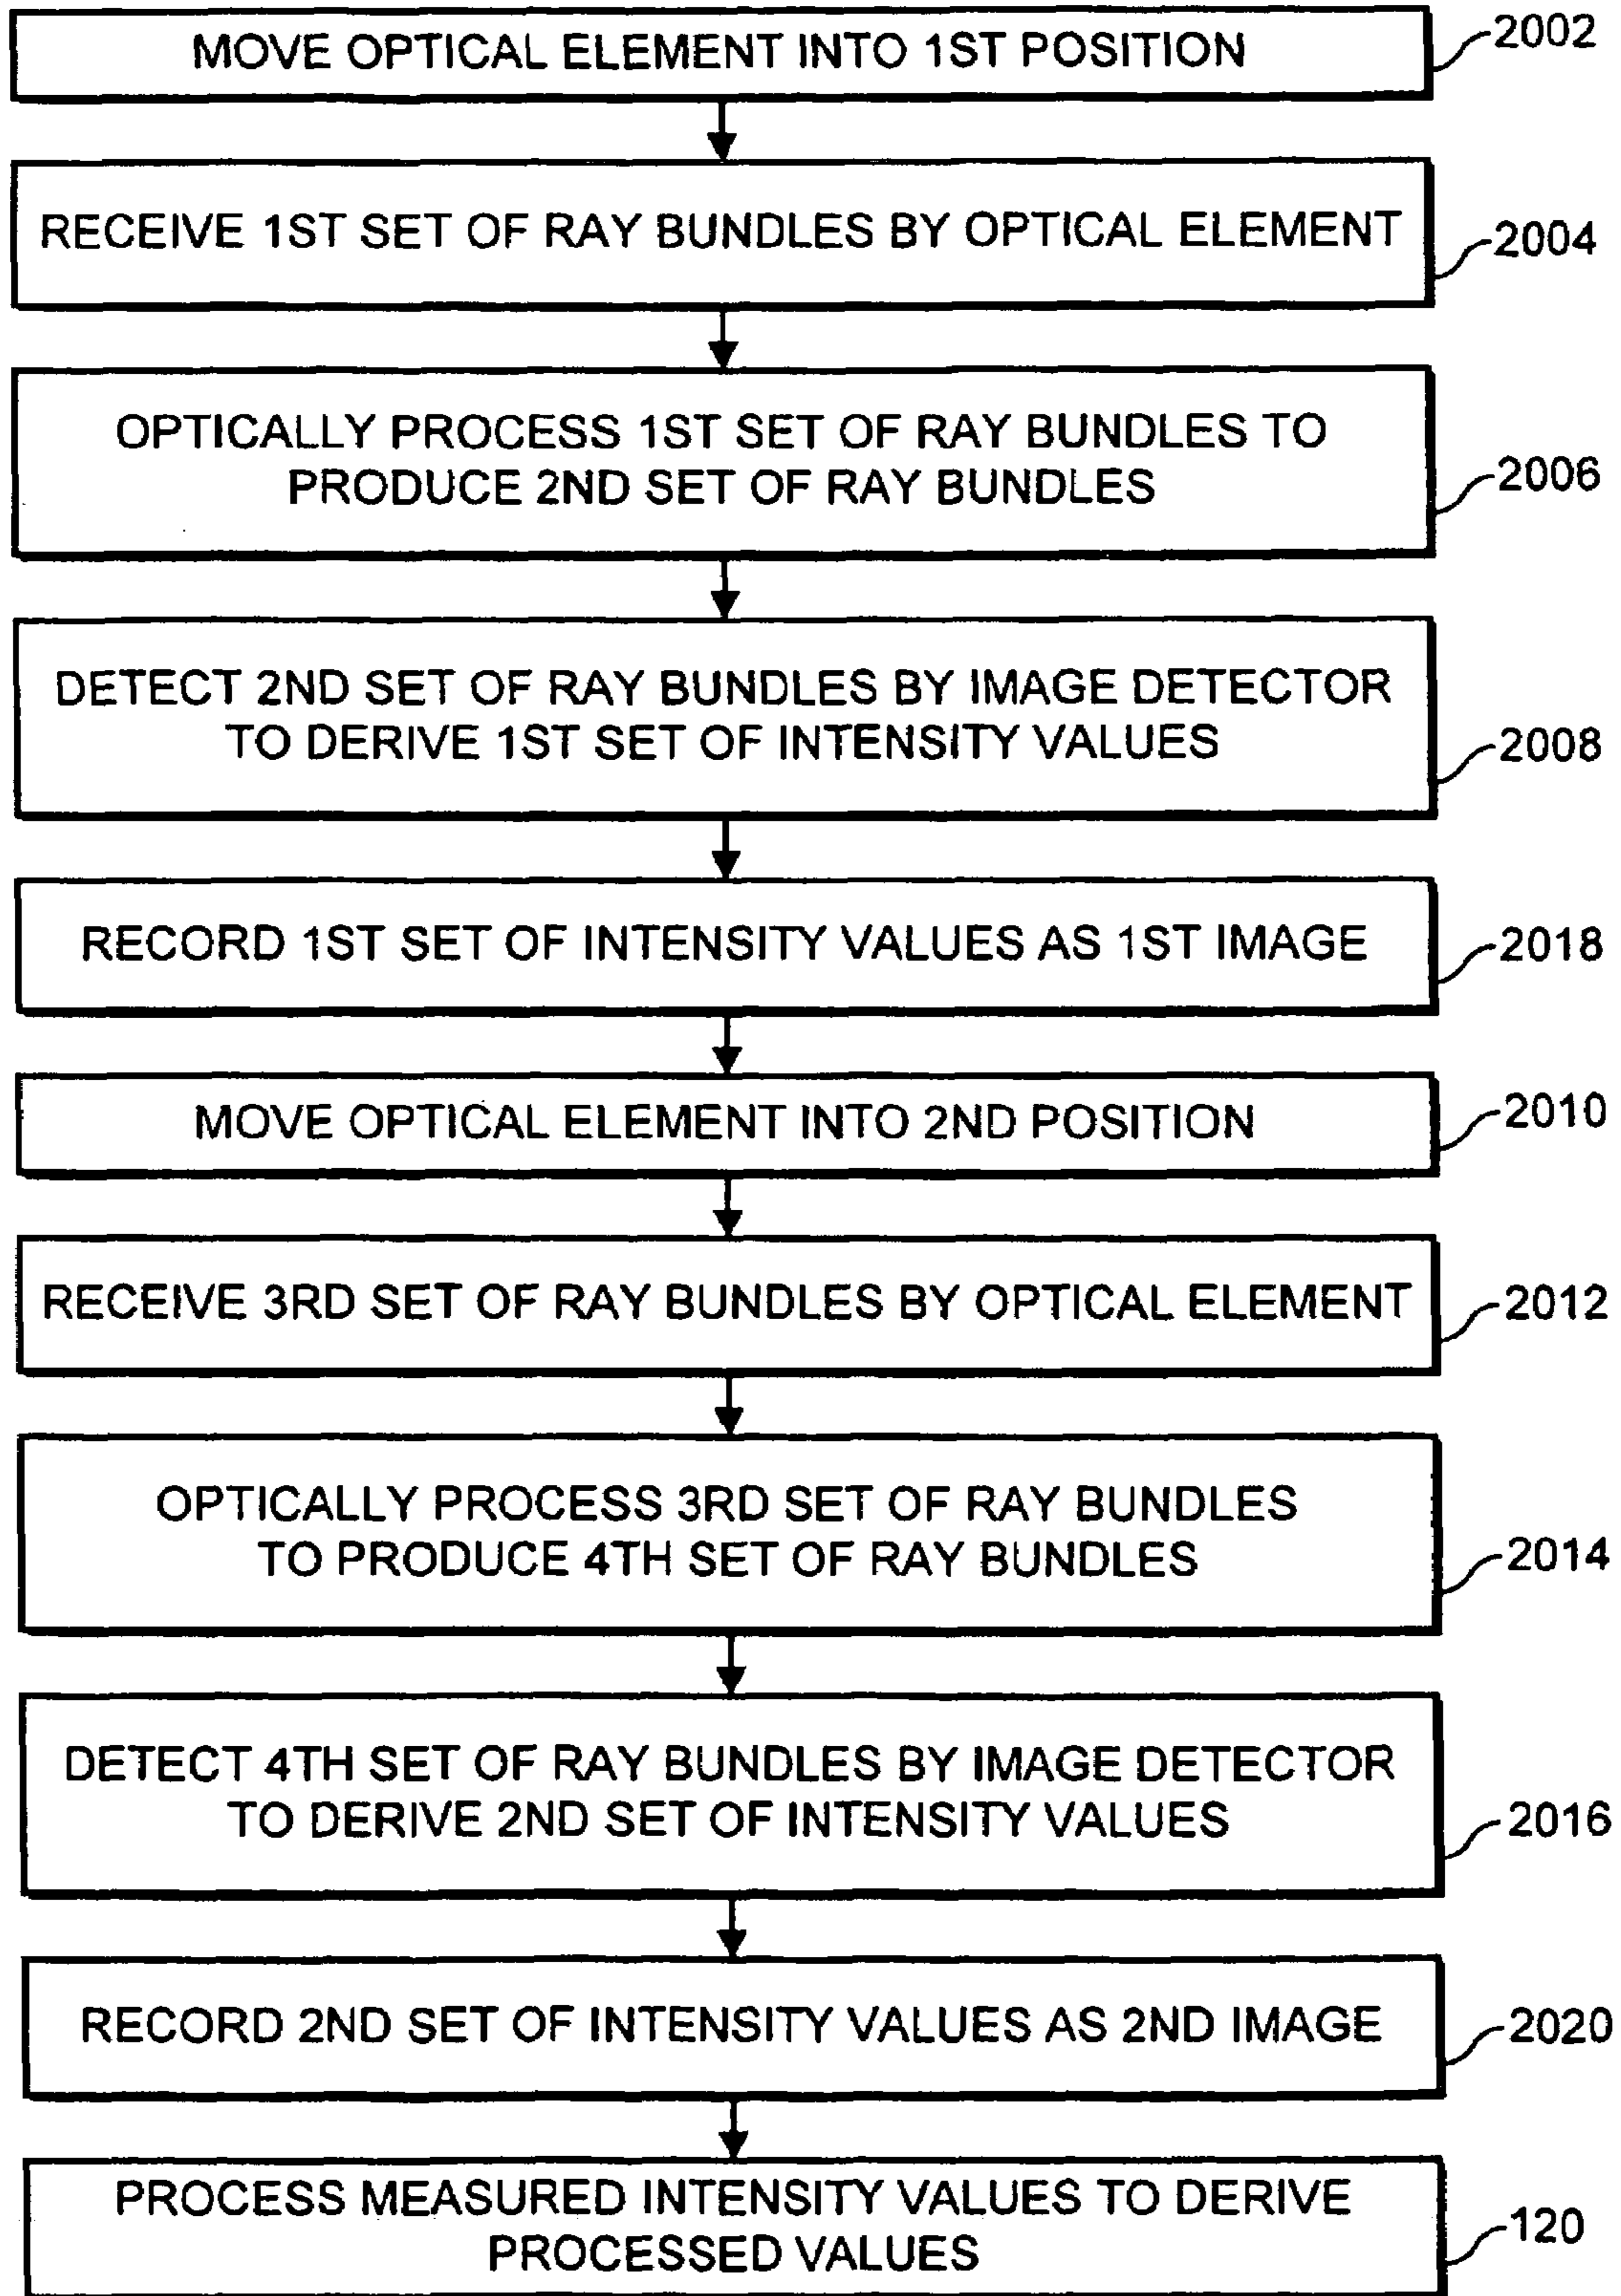 MOVE OPTICAL ELEMENT INTO 1ST POSITION
2002
RECEIVE 1ST SET OF RAY BUNDLES BY OPTICAL ELEMENT
2004
OPTICALLY PROCESS 1ST SET OF RAY BUNDLES TO
PRODUCE 2ND SET OF RAY BUNDLES
2006
DETECT 2ND SET OF RAY BUNDLES BY IMAGE DETECTOR
TO DERIVE 1ST SET OF INTENSITY VALUES
2008
RECORD 1ST SET OF INTENSITY VALUES AS 1ST IMAGE
2018
MOVE OPTICAL ELEMENT INTO 2ND POSITION
2010
RECEIVE 3RD SET OF RAY BUNDLES BY OPTICAL ELEMENT
2012
OPTICALLY PROCESS 3RD SET OF RAY BUNDLES
TO PRODUCE 4TH SET OF RAY BUNDLES
2014
DETECT 4TH SET OF RAY BUNDLES BY IMAGE DETECTOR
TO DERIVE 2ND SET OF INTENSITY VALUES
2016
RECORD 2ND SET OF INTENSITY VALUES AS 2ND IMAGE
2020
PROCESS MEASURED INTENSITY VALUES TO DERIVE
PROCESSED VALUES
120